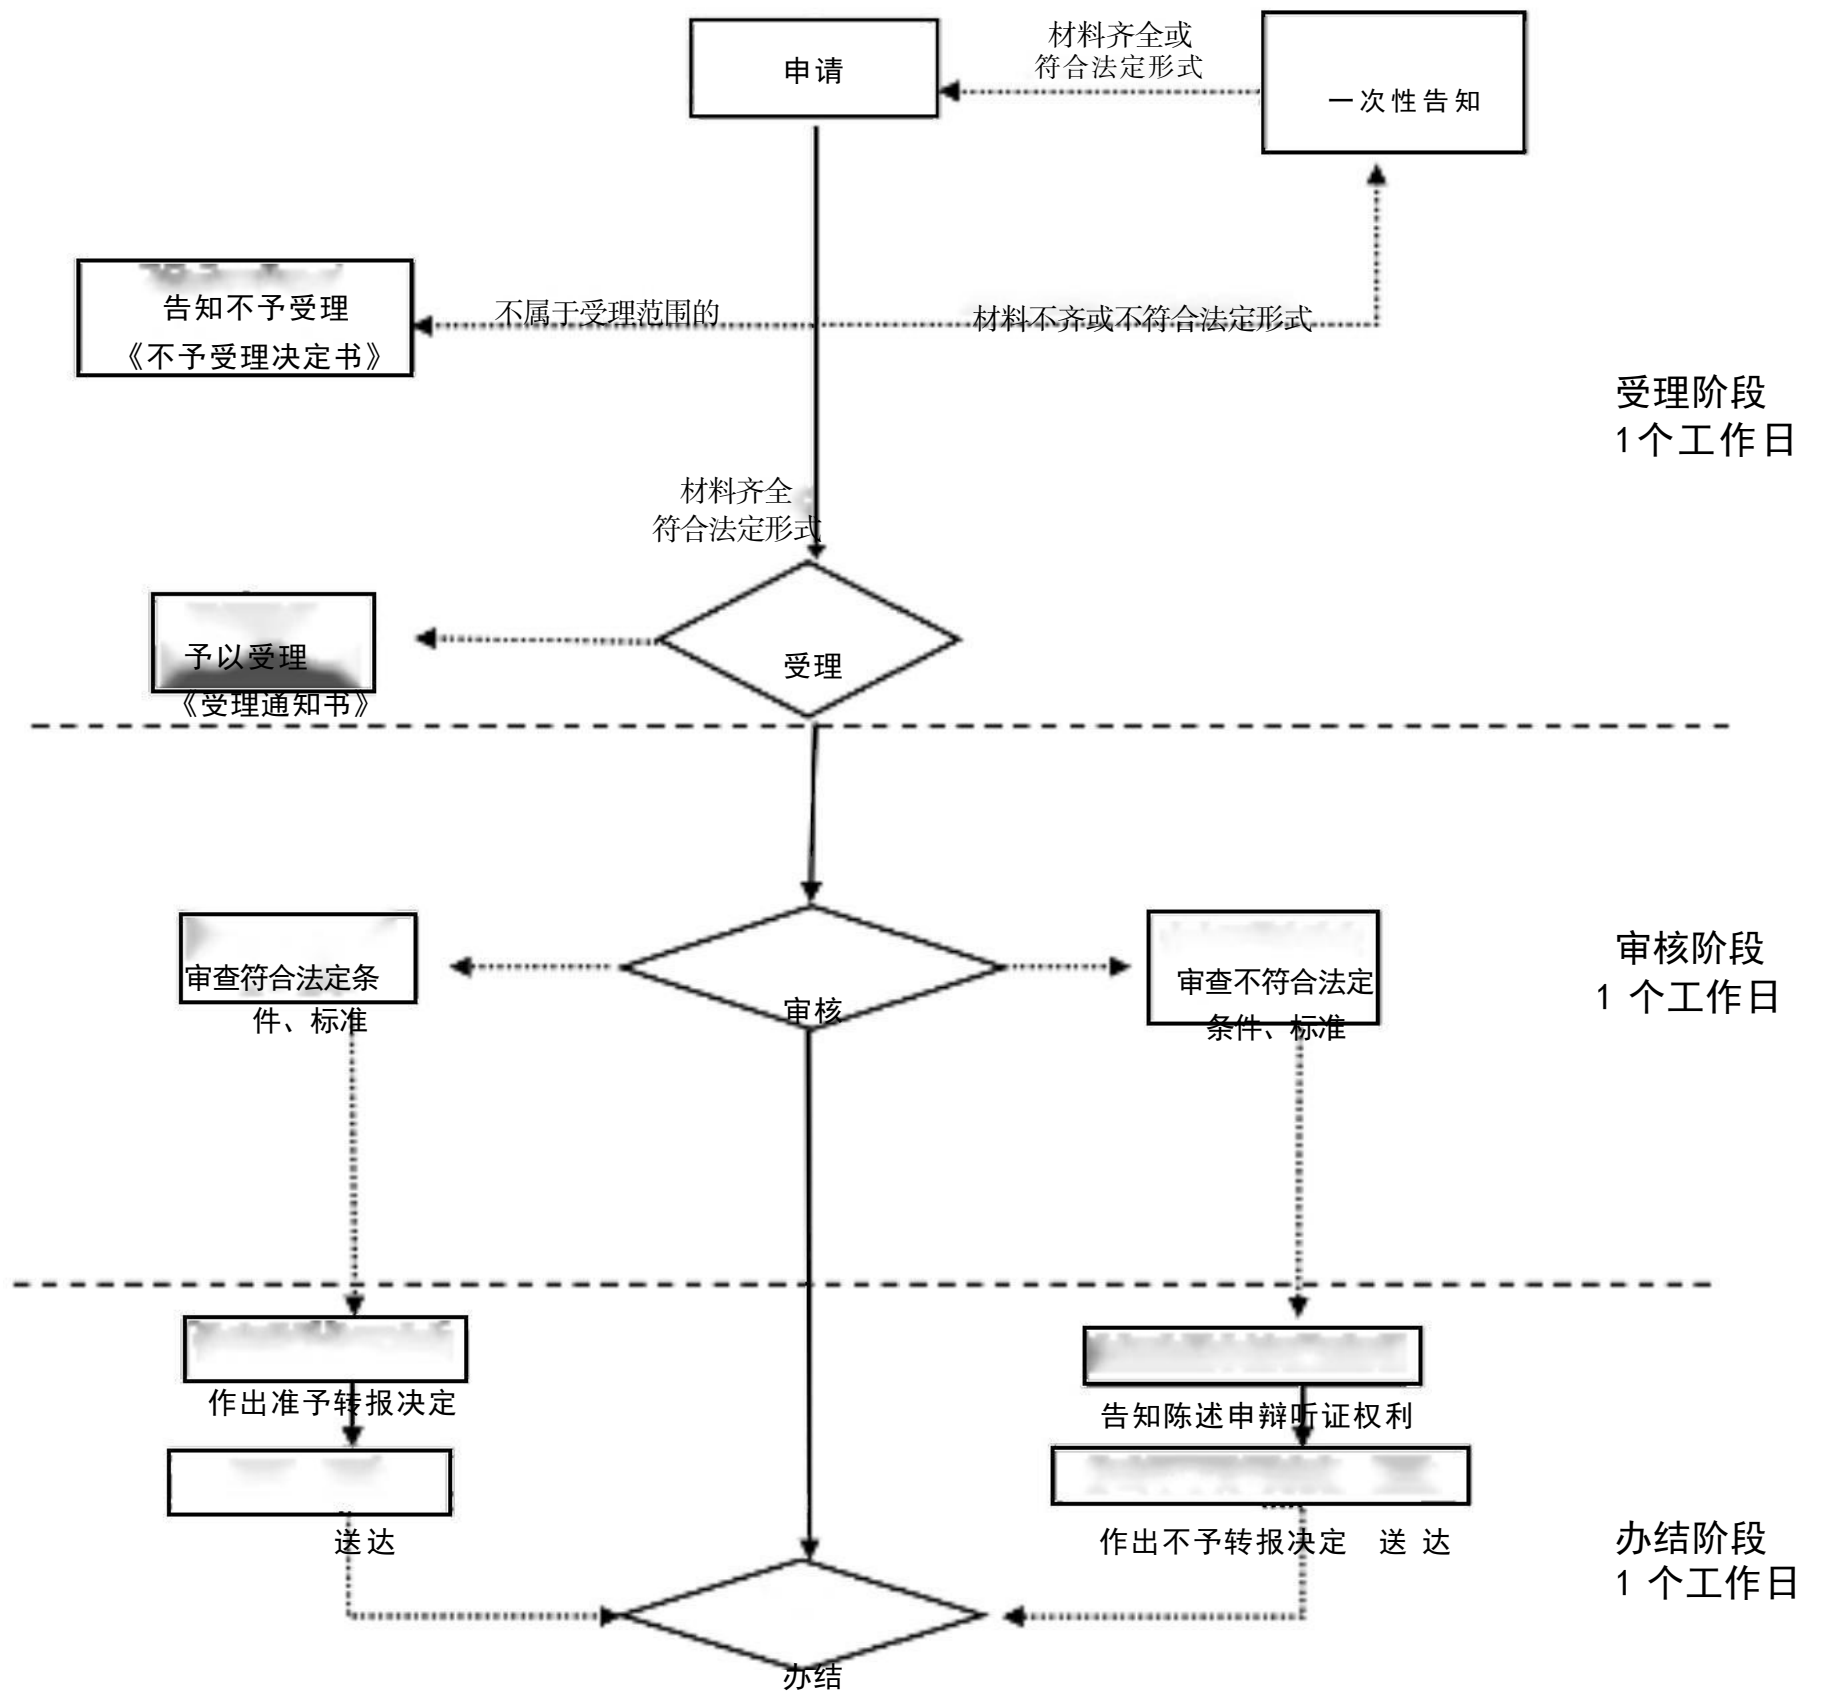 材料齐全或
符合法定形式
申请
一次性告知
告知不予受理
《不予受理决定书》
不属于受理范围的
材料不齐或不符合法定形式
受理阶段
1个工作日
材料齐全
符合法定形式
予以受理
《受理通知书》
受理
审查符合法定条
件、标准
审核
审查不符合法定
条件、标准
审核阶段
1 个工作日
作出准予转报决定
告知陈述申辩听证权利
送达
作出不予转报决定 送 达
办结阶段
1 个工作日
办结